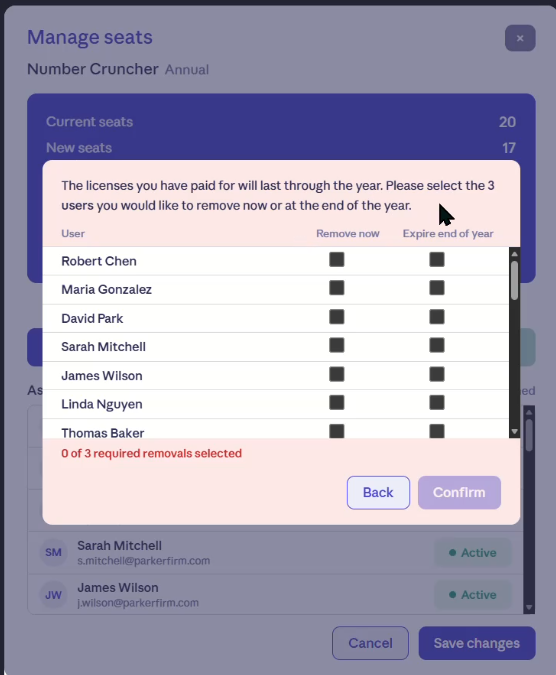 Manage seats
×
Number Cruncher Annual
Current seats 20
New seats 17
The licenses you have paid for will last through the year. Please select the 3
users you would like to remove now or at the end of the year.
User Remove now Expire end of year
Robert Chen
Maria Gonzalez
David Park
Sarah Mitchell
James Wilson
Linda Nguyen
Thomas Baker
0 of 3 required removals selected
Back Confirm
SM Sarah Mitchell Active
s.mitchell@parkerfirm.com
JW James Wilson Active
j.wilson@parkerfirm.com
Cancel Save changes